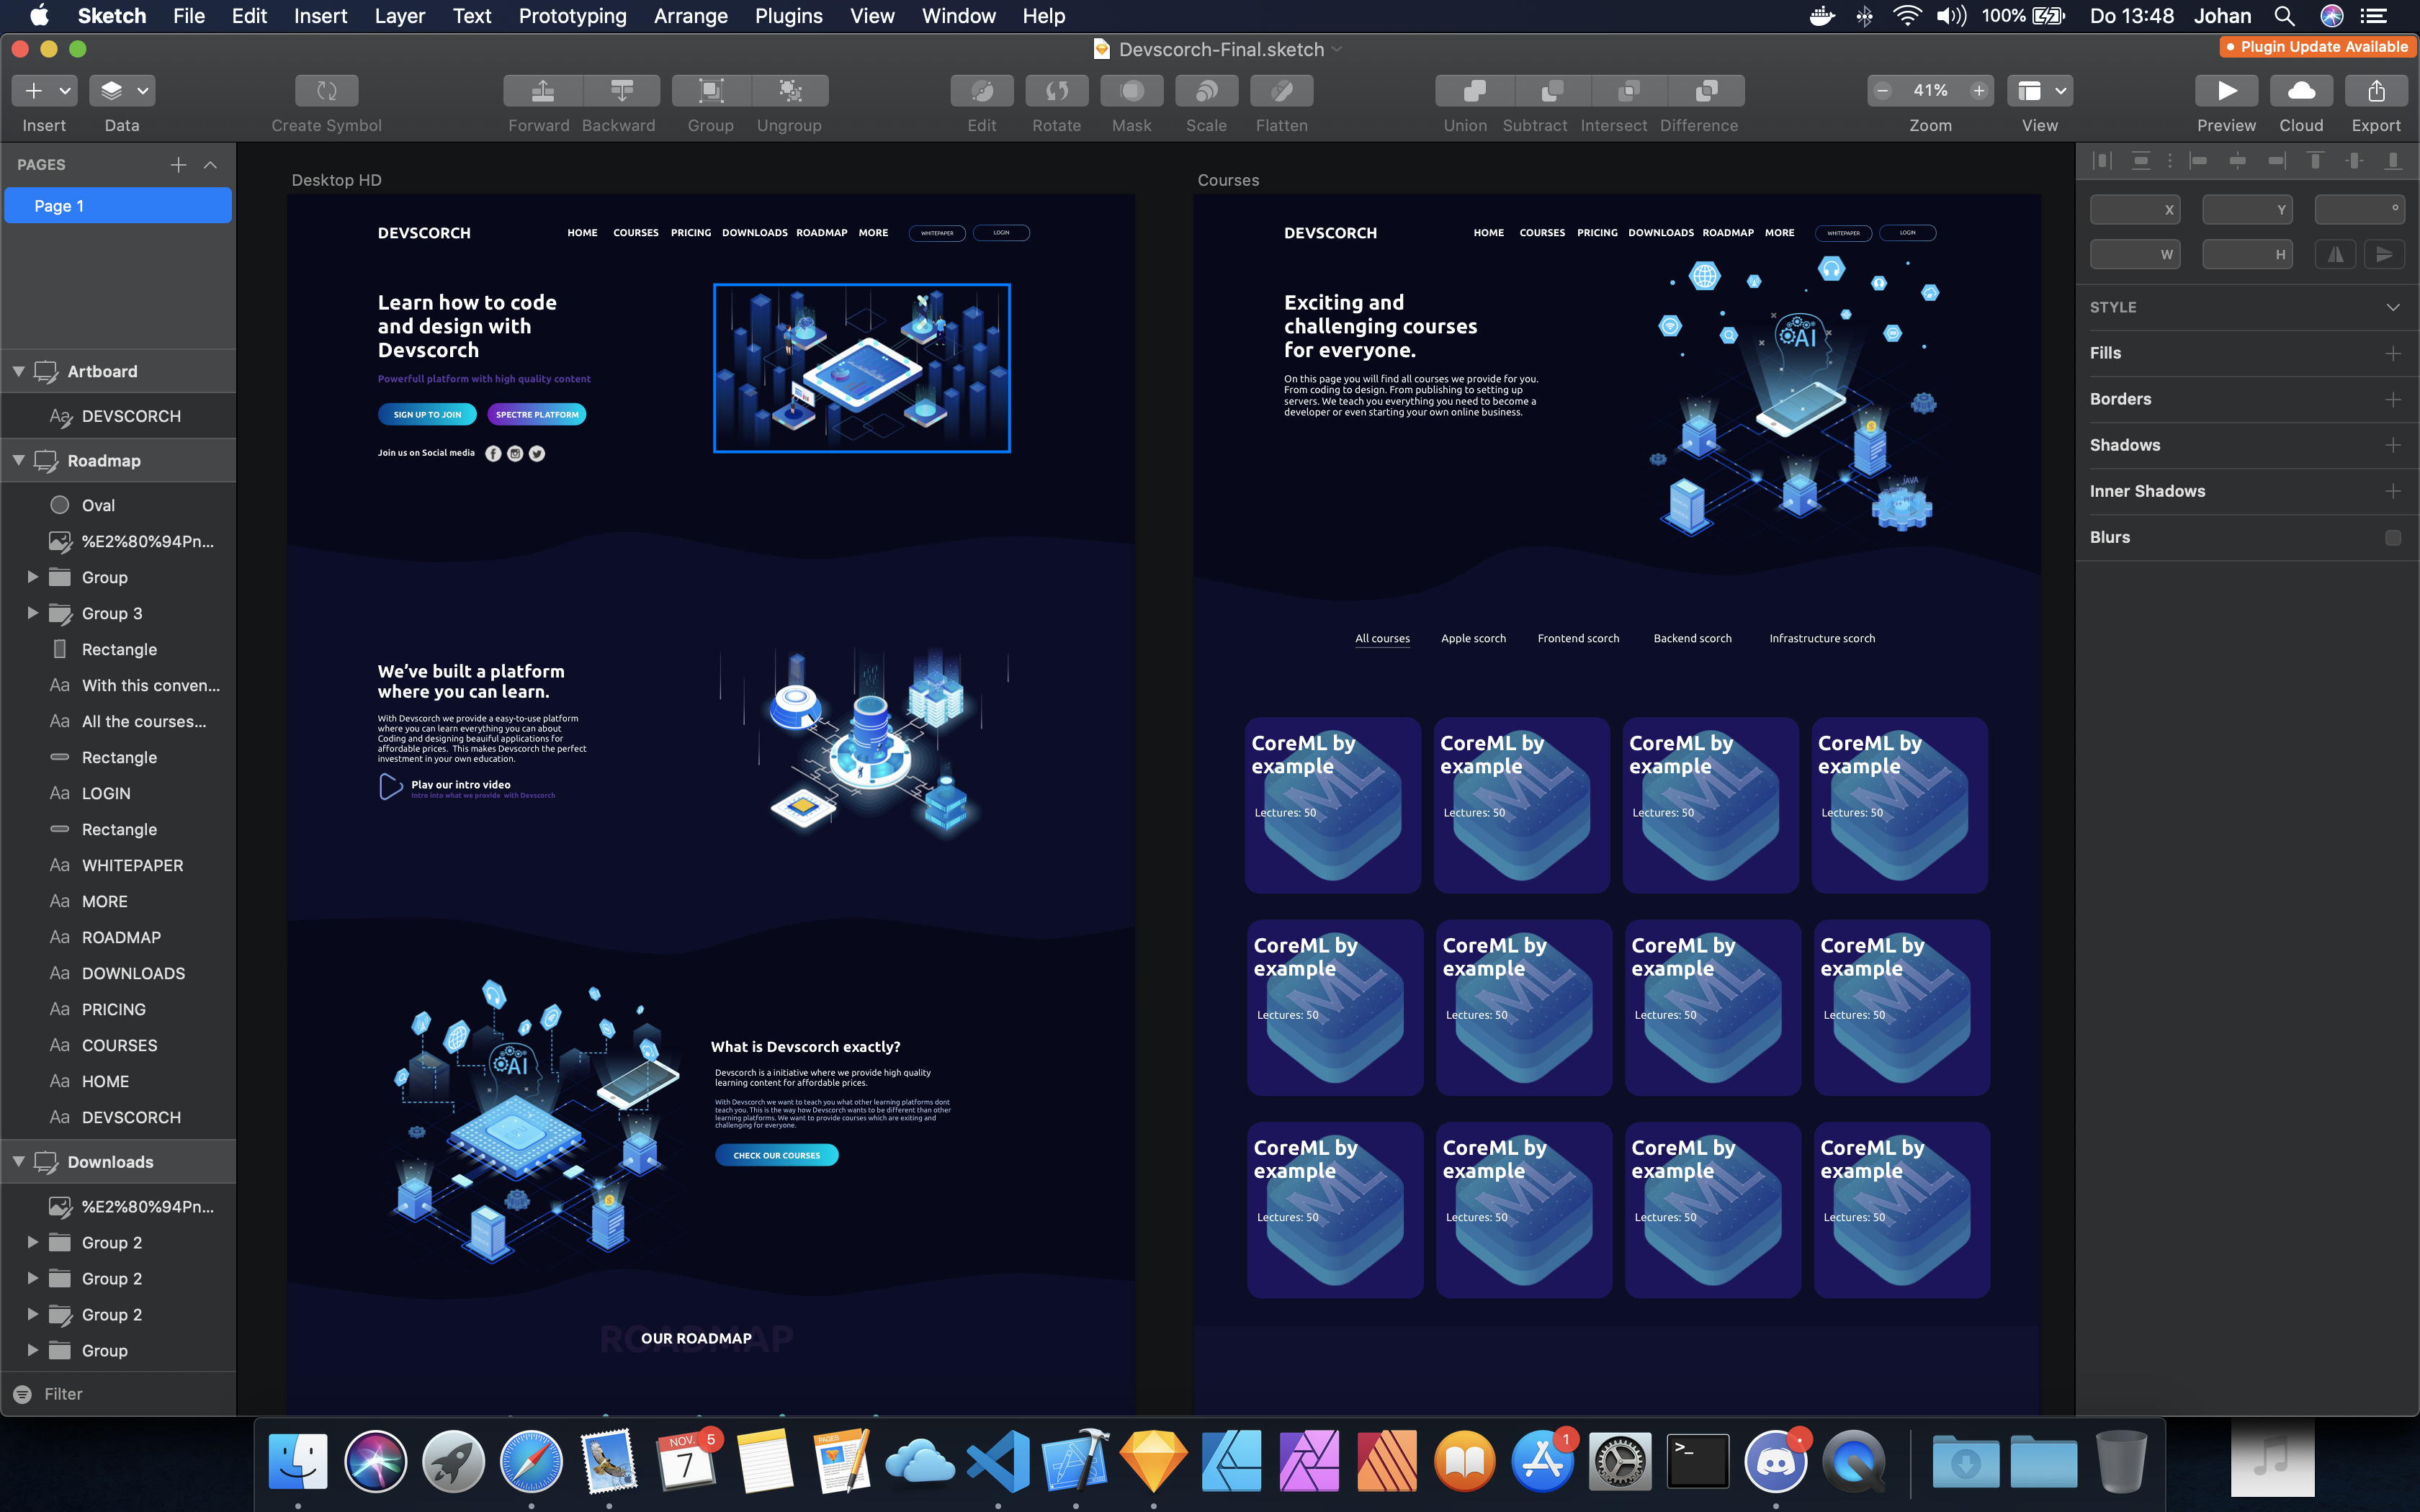 Sketch File Edit Insert Layer Text Prototyping Arrange Plugins View Window Help 100% Do 13:48 Johan
Devscorch-Final.sketch
Plugin Update Available
41%
Insert Data Create Symbol Forward Backward Group Ungroup Edit Rotate Mask Scale Flatten Union Subtract Intersect Difference Zoom View Preview Cloud Export
PAGES
Page 1
Artboard
DEVSCORCH
Roadmap
Oval
%E2%80%94Pn...
Group
Group 3
Rectangle
With this conven...
All the courses...
Rectangle
LOGIN
Rectangle
WHITEPAPER
MORE
ROADMAP
DOWNLOADS
PRICING
COURSES
HOME
DEVSCORCH
Downloads
%E2%80%94Pn...
Group 2
Group 2
Group 2
Group
Filter
Desktop HD
DEVSCORCH HOME COURSES PRICING DOWNLOADS ROADMAP MORE WHITEPAPER LOGIN
Learn how to code
and design with
Devscorch
Powerfull platform with high quality content
SIGN UP TO JOIN SPECTRE PLATFORM
Join us on Social media
We've built a platform
where you can learn.
With Devscorch we provide a easy-to-use platform
where you can learn everything you can about
Coding and designing beauiful applications for
affordable prices. This makes Devscorch the perfect
investment in your own education.
Play our intro video
Intro into what we provide with Devscorch
AI
What is Devscorch exactly?
Devscorch is a initiative where we provide high quality
learning content for affordable prices.
With Devscorch we want to teach you what other learning platforms dont
teach you. This is the way how Devscorch wants to be different than other
learning platforms. We want to provide courses which are exiting and
challenging for everyone.
CHECK OUR COURSES
ROADMAP
OUR ROADMAP
Courses
DEVSCORCH HOME COURSES PRICING DOWNLOADS ROADMAP MORE WHITEPAPER LOGIN
Exciting and
challenging courses
for everyone.
On this page you will find all courses we provide for you.
From coding to design. From publishing to setting up
servers. We teach you everything you need to become a
developer or even starting your own online business.
AI
JAVA
All courses Apple scorch Frontend scorch Backend scorch Infrastructure scorch
CoreML by CoreML by CoreML by CoreML by
example example example example
ML ML ML ML
Lectures: 50 Lectures: 50 Lectures: 50 Lectures: 50
CoreML by CoreML by CoreML by CoreML by
example example example example
ML ML ML ML
Lectures: 50 Lectures: 50 Lectures: 50 Lectures: 50
CoreML by CoreML by CoreML by CoreML by
example example example example
ML ML ML ML
Lectures: 50 Lectures: 50 Lectures: 50 Lectures: 50
X Y °
W H
STYLE
Fills
Borders
Shadows
Inner Shadows
Blurs
NOV. 5
7
PAGES
1
>_